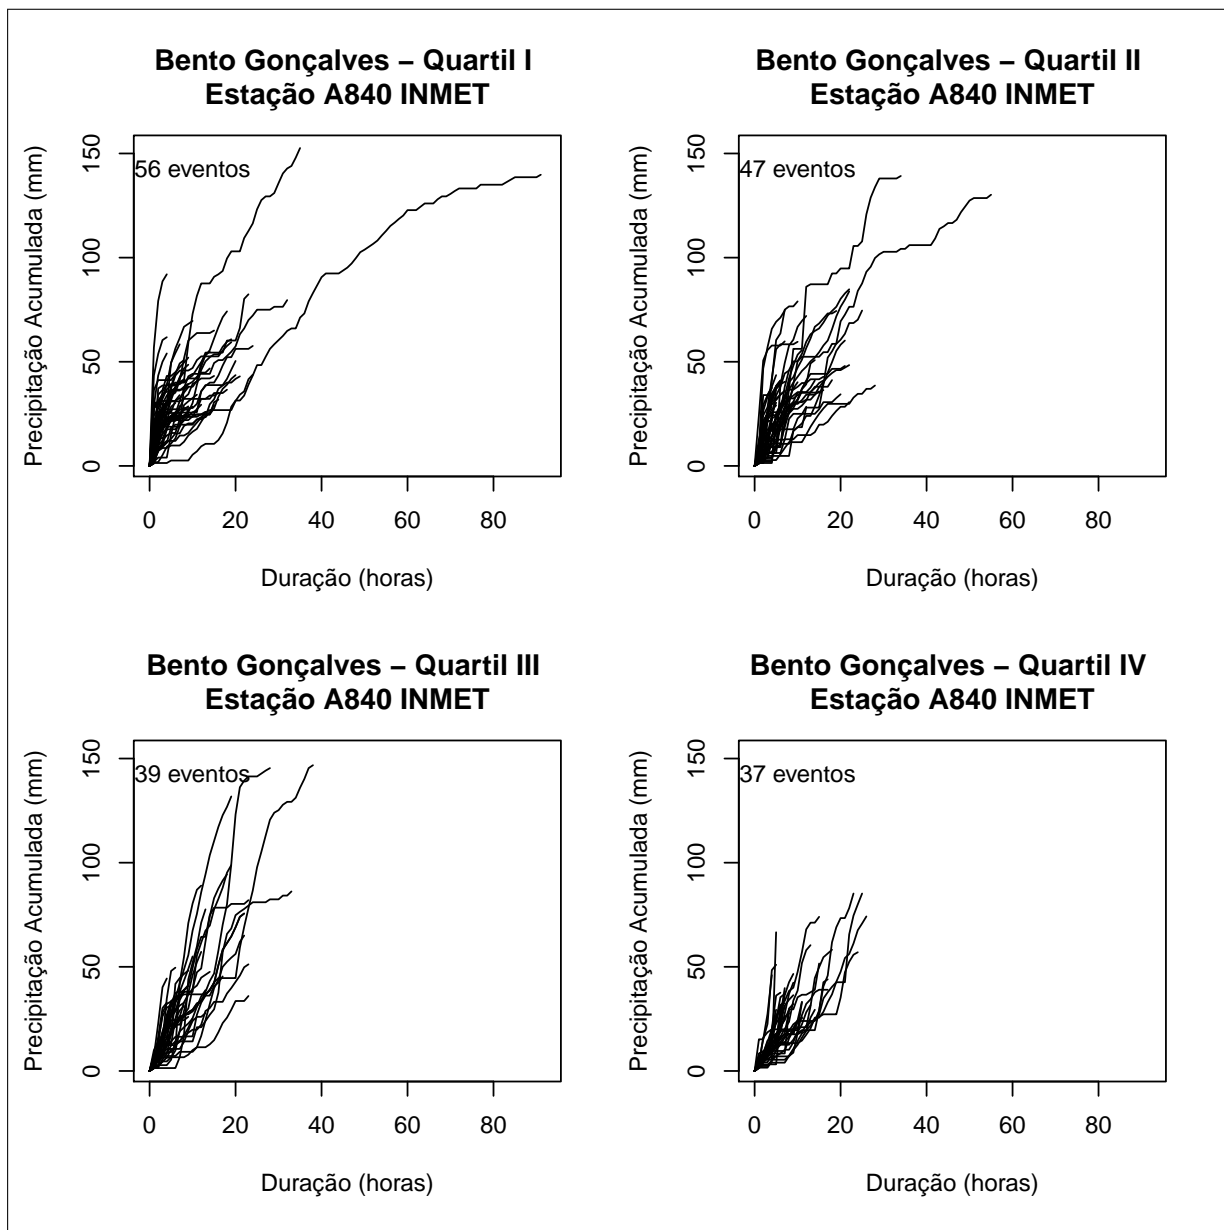 Bento Gonçalves – Quartil I
Estação A840 INMET
Precipitação Acumulada (mm)
150
100
50
0
56 eventos
0 20 40 60 80
Duração (horas)
Bento Gonçalves – Quartil II
Estação A840 INMET
Precipitação Acumulada (mm)
150
100
50
0
47 eventos
0 20 40 60 80
Duração (horas)
Bento Gonçalves – Quartil III
Estação A840 INMET
Precipitação Acumulada (mm)
150
100
50
0
39 eventos
0 20 40 60 80
Duração (horas)
Bento Gonçalves – Quartil IV
Estação A840 INMET
Precipitação Acumulada (mm)
150
100
50
0
37 eventos
0 20 40 60 80
Duração (horas)